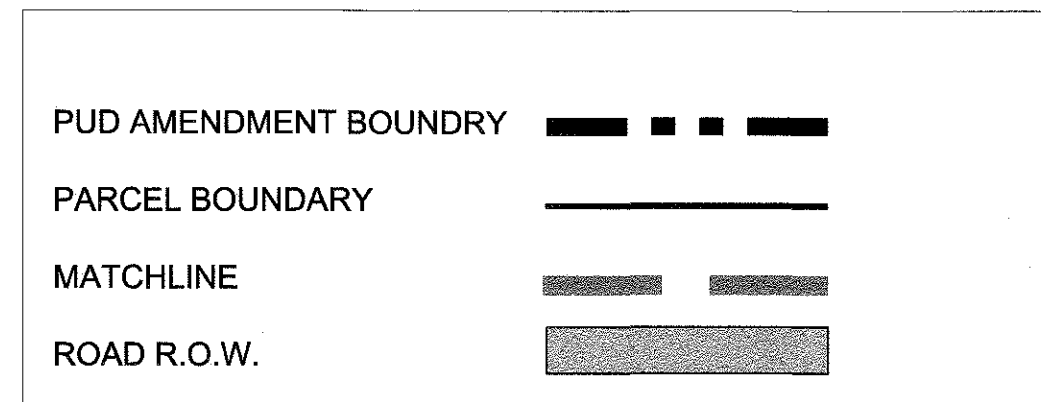 PUD AMENDMENT BOUNDRY
PARCEL BOUNDARY
MATCHLINE
ROAD R.O.W.